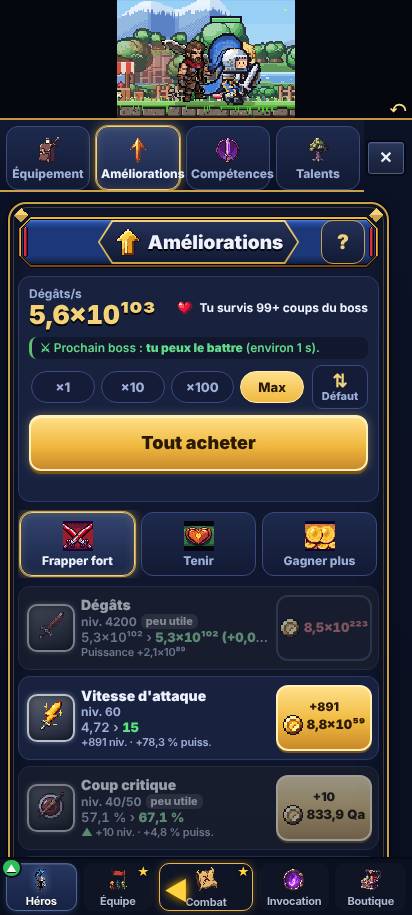 Équipement
Améliorations
Compétences
Talents
×
Améliorations
?
Dégâts/s
5,6×10¹⁰³
Tu survis 99+ coups du boss
Prochain boss : tu peux le battre (environ 1 s).
×1
×10
×100
Max
Défaut
Tout acheter
Frapper fort
Tenir
Gagner plus
Dégâts
niv. 4200 peu utile
5,3×10¹⁰² › 5,3×10¹⁰² (+0,0...
Puissance +2,1×10⁸⁹
8,5×10²²³
Vitesse d'attaque
niv. 60
4,72 › 15
+891 niv. · +78,3 % puiss.
+891
8,8×10⁵⁹
Coup critique
niv. 40/50 peu utile
57,1 % › 67,1 %
▲ +10 niv. · +4,8 % puiss.
+10
833,9 Qa
Héros
Équipe
Combat
Invocation
Boutique